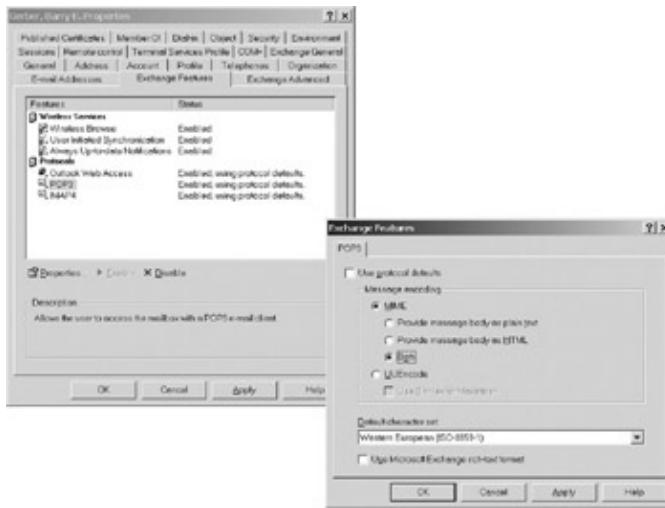 Gerber, Barry E. Properties
Published Certificates Member Of Dial-in Object Security Environment
Sessions Remote control Terminal Services Profile COM+ Exchange General
General Address Account Profile Telephones Organization
E-mail Addresses Exchange Features Exchange Advanced
Features Status
Wireless Services
Wireless Browse Enabled
User Initiated Synchronization Enabled
Always Up-to-date Notifications Enabled
Protocols
Outlook Web Access Enabled, using protocol defaults.
POP3 Enabled, using protocol defaults.
IMAP4 Enabled, using protocol defaults.
Properties... Enable Disable
Description
Allows the user to access the mailbox with a POP3 e-mail client.
OK Cancel Apply Help
Exchange Features
POP3
Use protocol defaults
Message encoding
MIME
Provide message body as plain text
Provide message body as HTML
Both
UUEncode
Default character set
Western European (ISO-8859-1)
Use Microsoft Exchange rich-text format
OK Cancel Apply Help